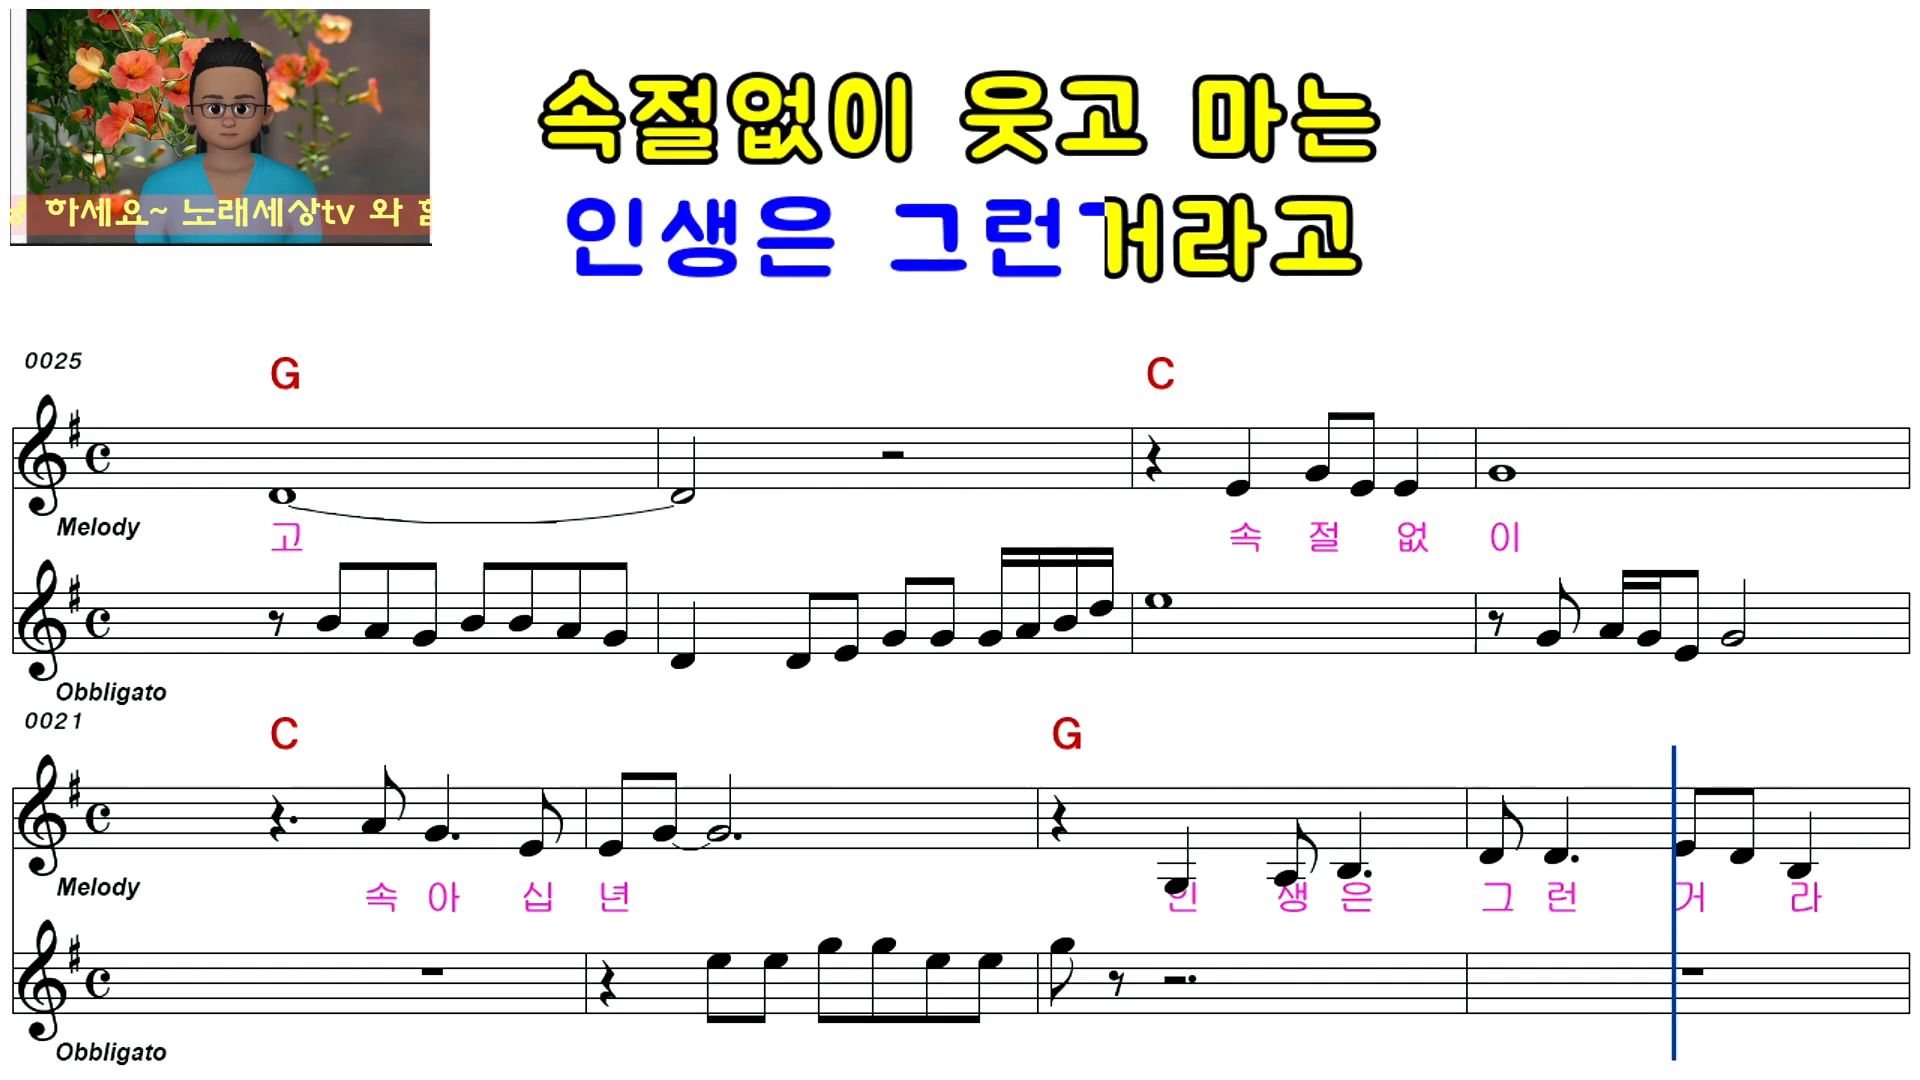 하세요~ 노래세상tv 와
속절없이 웃고 마는
인생은 그런거라고
0025
G C
Melody
고 속 절 없 이
Obbligato
0021
C G
Melody
속 아 십 년 인 생 은 그 런 거 라
Obbligato